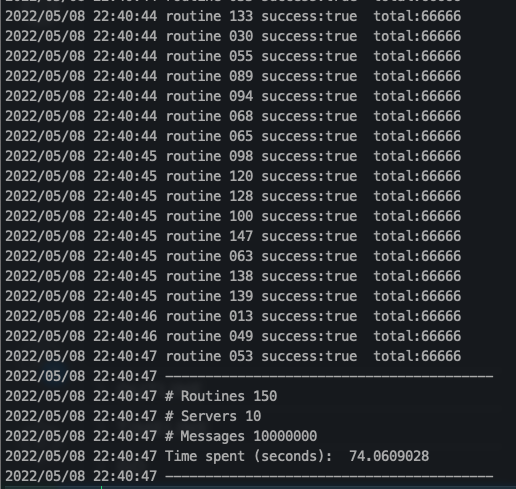 2022/05/08 22:40:44 routine 133 success:true  total:66666
2022/05/08 22:40:44 routine 030 success:true  total:66666
2022/05/08 22:40:44 routine 055 success:true  total:66666
2022/05/08 22:40:44 routine 089 success:true  total:66666
2022/05/08 22:40:44 routine 094 success:true  total:66666
2022/05/08 22:40:44 routine 068 success:true  total:66666
2022/05/08 22:40:44 routine 065 success:true  total:66666
2022/05/08 22:40:45 routine 098 success:true  total:66666
2022/05/08 22:40:45 routine 120 success:true  total:66666
2022/05/08 22:40:45 routine 128 success:true  total:66666
2022/05/08 22:40:45 routine 100 success:true  total:66666
2022/05/08 22:40:45 routine 147 success:true  total:66666
2022/05/08 22:40:45 routine 063 success:true  total:66666
2022/05/08 22:40:45 routine 138 success:true  total:66666
2022/05/08 22:40:45 routine 139 success:true  total:66666
2022/05/08 22:40:46 routine 013 success:true  total:66666
2022/05/08 22:40:46 routine 049 success:true  total:66666
2022/05/08 22:40:47 routine 053 success:true  total:66666
2022/05/08 22:40:47 -----------------------------------------
2022/05/08 22:40:47 # Routines 150
2022/05/08 22:40:47 # Servers 10
2022/05/08 22:40:47 # Messages 10000000
2022/05/08 22:40:47 Time spent (seconds):  74.0609028
2022/05/08 22:40:47 -----------------------------------------